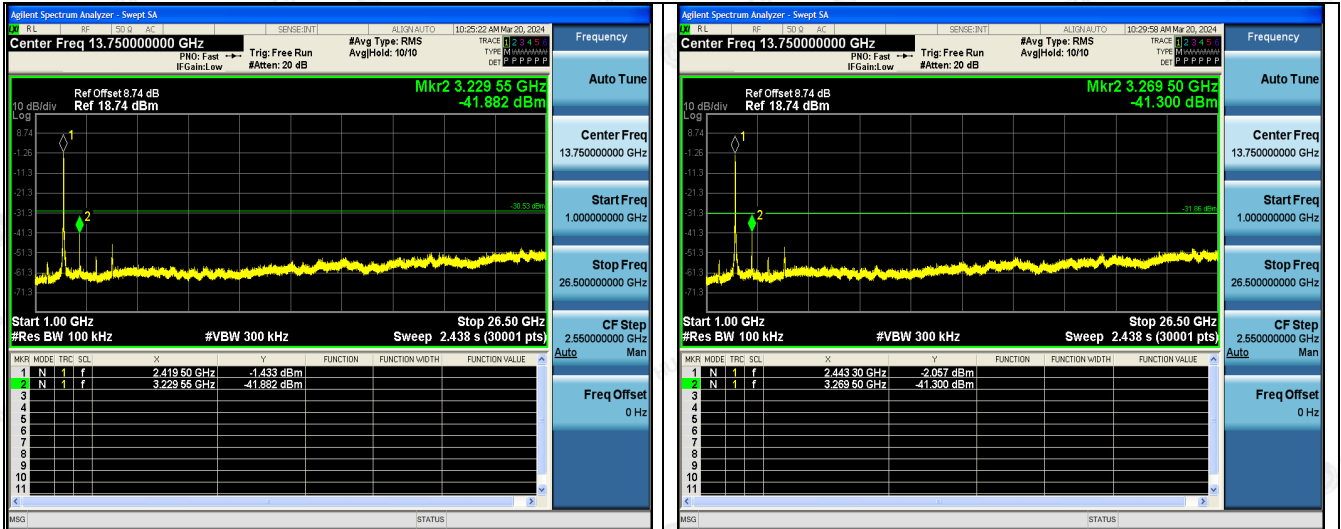 Agilent Spectrum Analyzer - Swept SA
RL RF 50 Ω AC SENSE:INT ALIGNAUTO 10:25:22 AM Mar 20, 2024
Center Freq 13.750000000 GHz
#Avg Type: RMS
TRACE 1 2 3 4 5 6
PNO: Fast
Trig: Free Run
Avg|Hold: 10/10
TYPE M WWWWW
IFGain:Low
#Atten: 20 dB
DET P P P P P P
Mkr2 3.229 55 GHz
-41.882 dBm
Ref Offset 8.74 dB
10 dB/div Ref 18.74 dBm
Log
1
8.74
-1.26
-11.3
-21.3
-30.53 dBm
2
-31.3
-41.3
-51.3
-61.3
-71.3
Start 1.00 GHz Stop 26.50 GHz
#Res BW 100 kHz #VBW 300 kHz Sweep 2.438 s (30001 pts)
MKR MODE TRC SCL X Y FUNCTION FUNCTION WIDTH FUNCTION VALUE
1 N 1 f 2.419 50 GHz -1.433 dBm
2 N 1 f 3.229 55 GHz -41.882 dBm
3
4
5
6
7
8
9
10
11
MSG STATUS
Frequency
Auto Tune
Center Freq
13.750000000 GHz
Start Freq
1.000000000 GHz
Stop Freq
26.500000000 GHz
CF Step
2.550000000 GHz
Auto Man
Freq Offset
0 Hz
Agilent Spectrum Analyzer - Swept SA
RL RF 50 Ω AC SENSE:INT ALIGNAUTO 10:29:58 AM Mar 20, 2024
Center Freq 13.750000000 GHz
#Avg Type: RMS
TRACE 1 2 3 4 5 6
PNO: Fast
Trig: Free Run
Avg|Hold: 10/10
TYPE M WWWWW
IFGain:Low
#Atten: 20 dB
DET P P P P P P
Mkr2 3.269 50 GHz
-41.300 dBm
Ref Offset 8.74 dB
10 dB/div Ref 18.74 dBm
Log
1
8.74
-1.26
-11.3
-21.3
-31.86 dBm
2
-31.3
-41.3
-51.3
-61.3
-71.3
Start 1.00 GHz Stop 26.50 GHz
#Res BW 100 kHz #VBW 300 kHz Sweep 2.438 s (30001 pts)
MKR MODE TRC SCL X Y FUNCTION FUNCTION WIDTH FUNCTION VALUE
1 N 1 f 2.443 30 GHz -2.057 dBm
2 N 1 f 3.269 50 GHz -41.300 dBm
3
4
5
6
7
8
9
10
11
MSG STATUS
Frequency
Auto Tune
Center Freq
13.750000000 GHz
Start Freq
1.000000000 GHz
Stop Freq
26.500000000 GHz
CF Step
2.550000000 GHz
Auto Man
Freq Offset
0 Hz